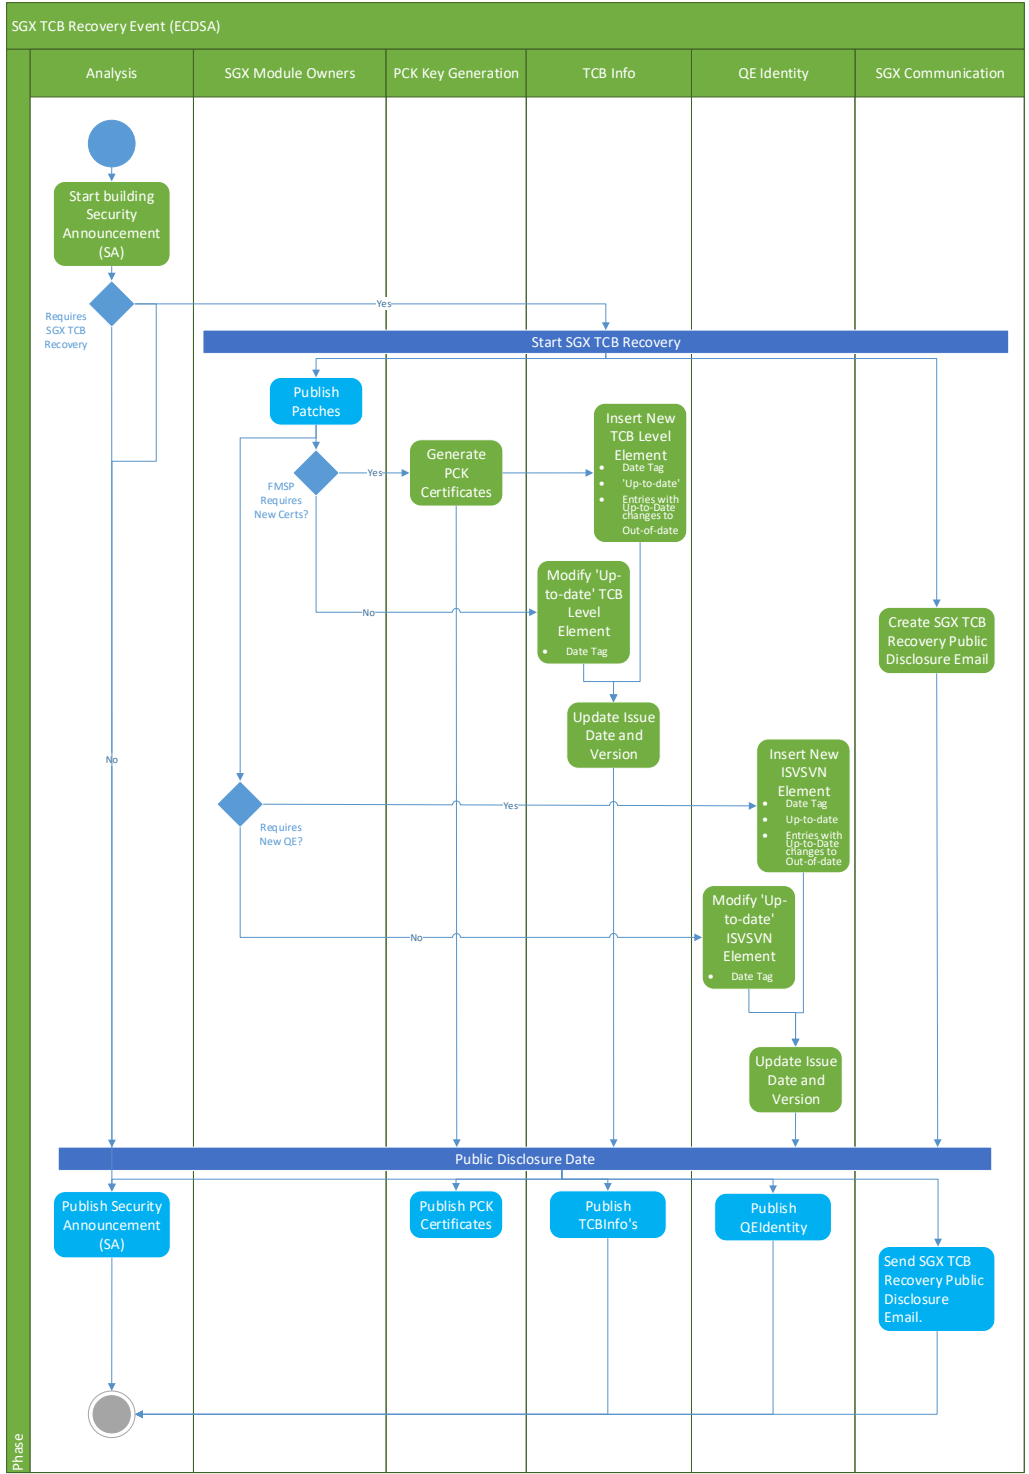 SGX TCB Recovery Event (ECDSA)
Analysis
SGX Module Owners
PCK Key Generation
TCB Info
QE Identity
SGX Communication
Start building
Security
Announcement
(SA)
Requires
SGX TCB
Recovery
Yes
Start SGX TCB Recovery
Publish
Patches
FMSP
Requires
New Certs?
Yes
Generate
PCK
Certificates
Insert New
TCB Level
Element
• Date Tag
• 'Up-to-date'
• Entries with
Up-to-Date
changes to
Out-of-date
No
Modify 'Up-
to-date' TCB
Level
Element
• Date Tag
Create SGX TCB
Recovery Public
Disclosure Email
Update Issue
Date and
Version
No
Requires
New QE?
Yes
Insert New
ISVSVN
Element
• Date Tag
• Up-to-date
• Entries with
Up-to-Date
changes to
Out-of-date
No
Modify 'Up-
to-date'
ISVSVN
Element
• Date Tag
Update Issue
Date and
Version
Public Disclosure Date
Publish Security
Announcement
(SA)
Publish PCK
Certificates
Publish
TCBInfo's
Publish
QEIdentity
Send SGX TCB
Recovery Public
Disclosure
Email.
Phase